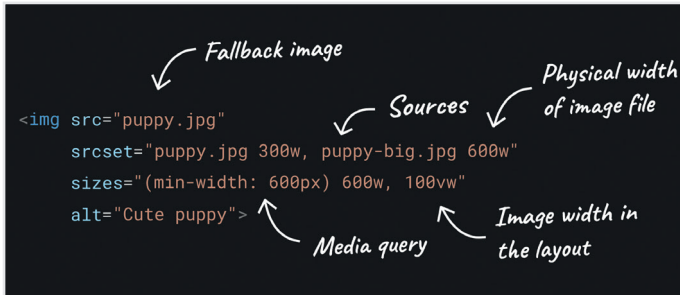 Fallback image
Physical width
of image file
Sources
<img src="puppy.jpg"
srcset="puppy.jpg 300w, puppy-big.jpg 600w"
sizes="(min-width: 600px) 600w, 100vw"
alt="Cute puppy">
Image width in
the layout
Media query